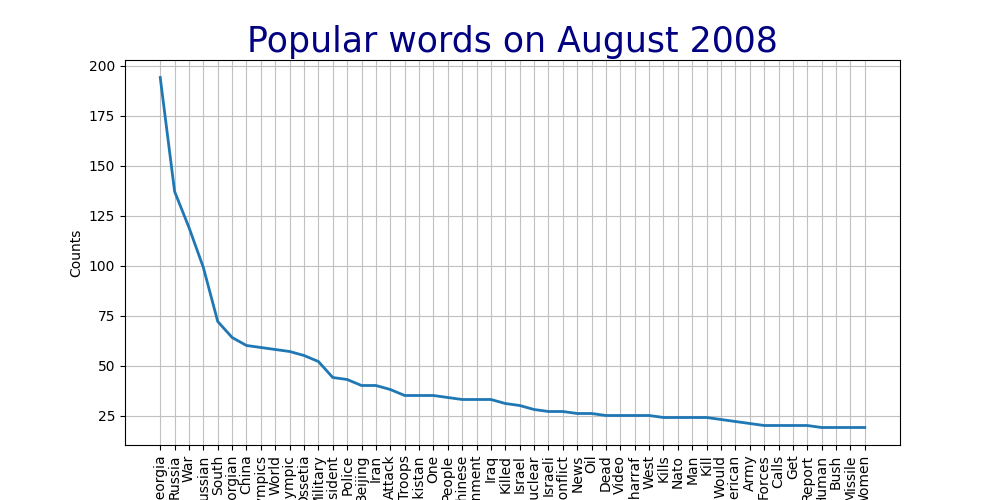 Popular words on August 2008
200
175
150
125
100
75
50
25
Counts
eorgia
Russia
War
ussian
South
orgian
China
mpics
World
ympic
ssetia
Military
sident
Police
Beijing
Iran
Attack
Troops
kistan
One
People
hinese
nment
Iraq
Killed
Israel
uclear
Israeli
onflict
News
Oil
Dead
Video
harraf
West
Kills
Nato
Man
Kill
Would
erican
Army
Forces
Calls
Get
Report
Human
Bush
Missile
Women